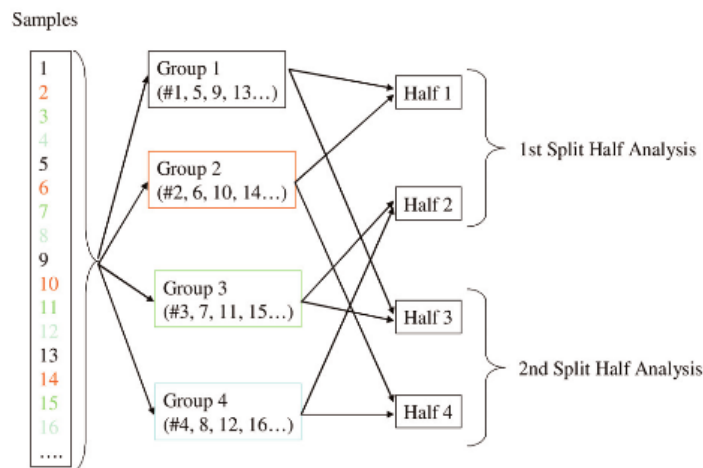 Samples
1
2
3
4
5
6
7
8
9
10
11
12
13
14
15
16
....
Group 1
(#1, 5, 9, 13...)
Group 2
(#2, 6, 10, 14...)
Group 3
(#3, 7, 11, 15...)
Group 4
(#4, 8, 12, 16...)
Half 1
Half 2
Half 3
Half 4
1st Split Half Analysis
2nd Split Half Analysis